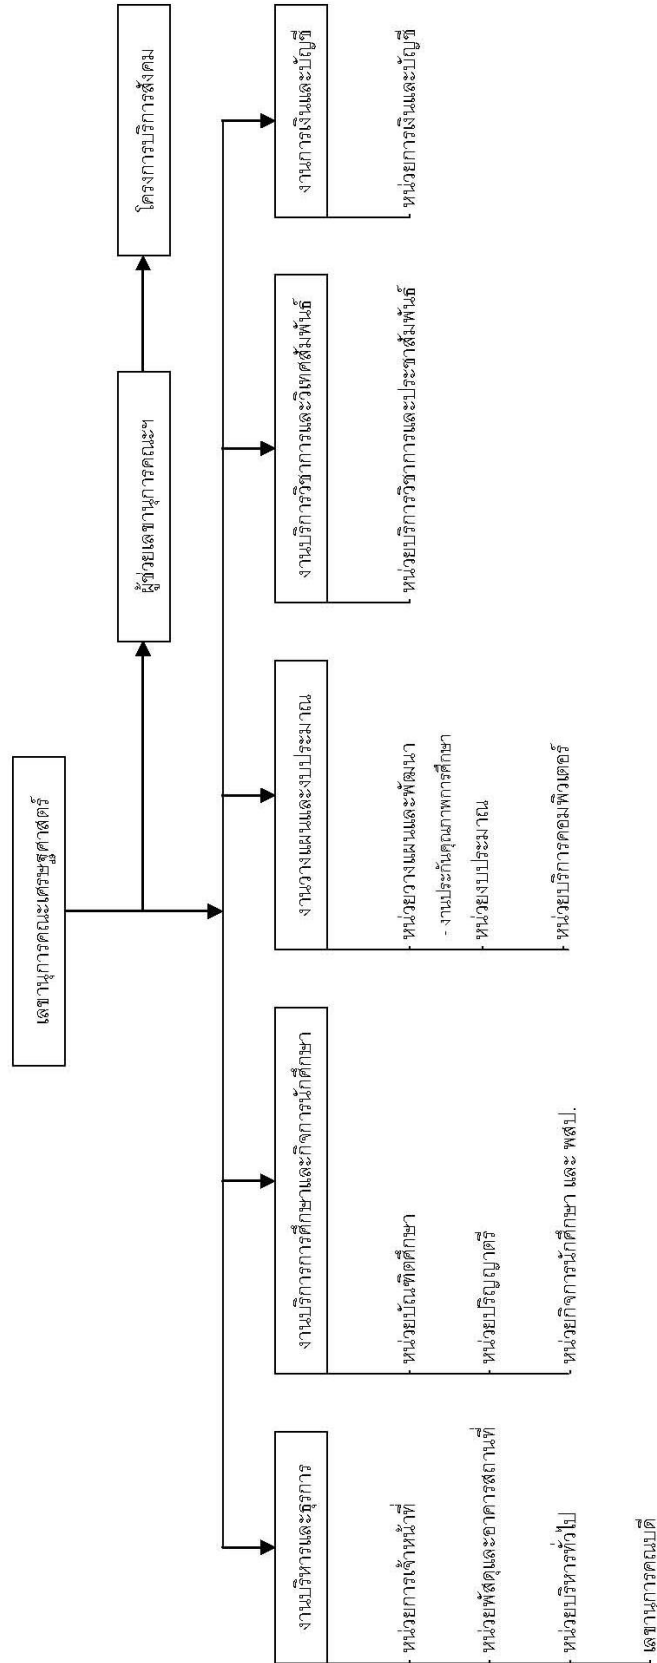 เลขานุการคณะเศรษฐศาสตร์
ผู้ช่วยเลขานุการคณะฯ
โครงการบริการสังคม
งานบริหารและธุรการ
หน่วยการเจ้าหน้าที่
หน่วยพัสดุและอาคารสถานที่
หน่วยบริหารทั่วไป
เลขานุการคณบดี
งานบริการการศึกษาและกิจการนักศึกษา
หน่วยบัณฑิตศึกษา
หน่วยปริญญาตรี
หน่วยกิจการนักศึกษา และ พสป.
งานวางแผนและงบประมาณ
หน่วยวางแผนและพัฒนา
- งานประกันคุณภาพการศึกษา
หน่วยงบประมาณ
หน่วยบริการคอมพิวเตอร์
งานบริการวิชาการและวิเทศสัมพันธ์
หน่วยบริการวิชาการและประชาสัมพันธ์
งานการเงินและบัญชี
หน่วยการเงินและบัญชี